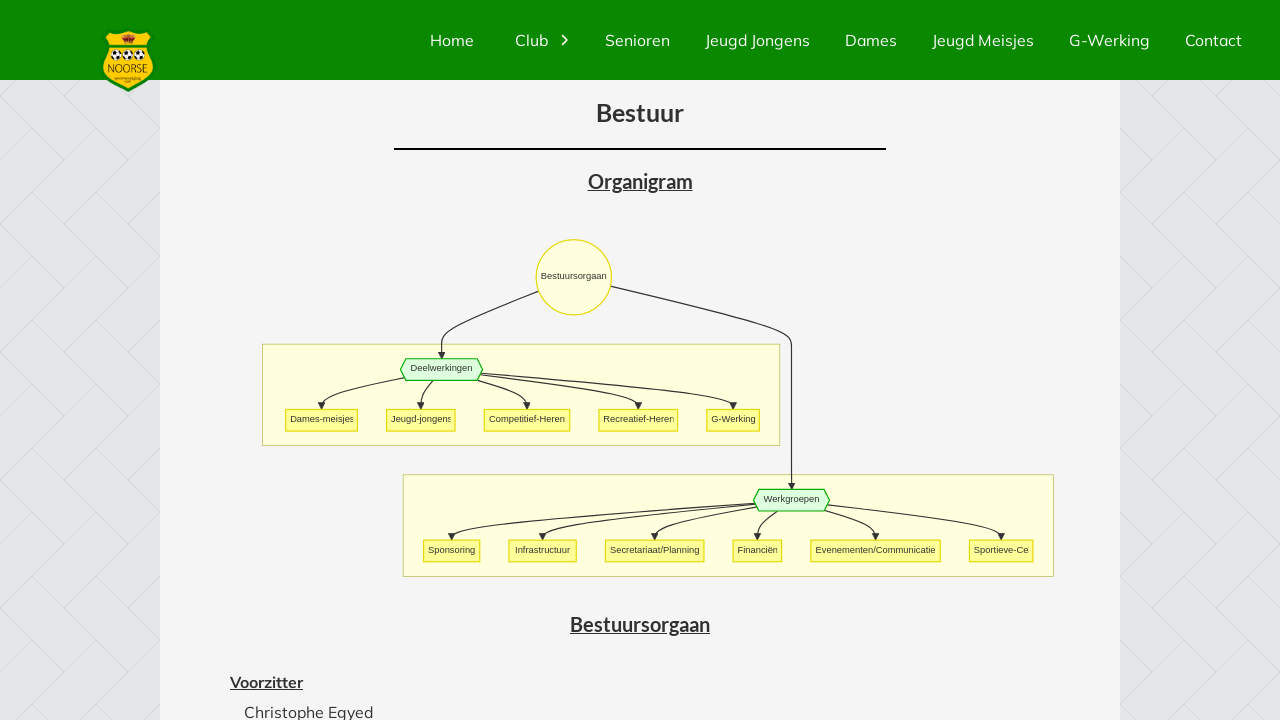 NOORSE
Home Club Senioren Jeugd Jongens Dames Jeugd Meisjes G-Werking Contact
Bestuur
Organigram
Bestuursorgaan
Deelwerkingen
Dames-meisjes Jeugd-jongens Competitief-Heren Recreatief-Heren G-Werking
Werkgroepen
Sponsoring Infrastructuur Secretariaat/Planning Financiën Evenementen/Communicatie Sportieve-Ce
Bestuursorgaan
Voorzitter
Christophe Egyed